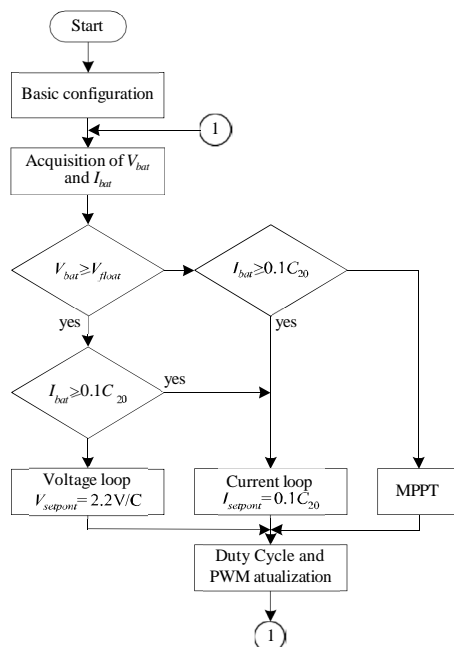 Start
Basic configuration
1
Acquisition of V_bat
and I_bat
V_bat≥V_float
I_bat≥0.1C_20
yes
yes
I_bat≥0.1C_20
yes
Voltage loop
V_setpont=2.2V/C
Current loop
I_setpont=0.1C_20
MPPT
Duty Cycle and
PWM atualization
1